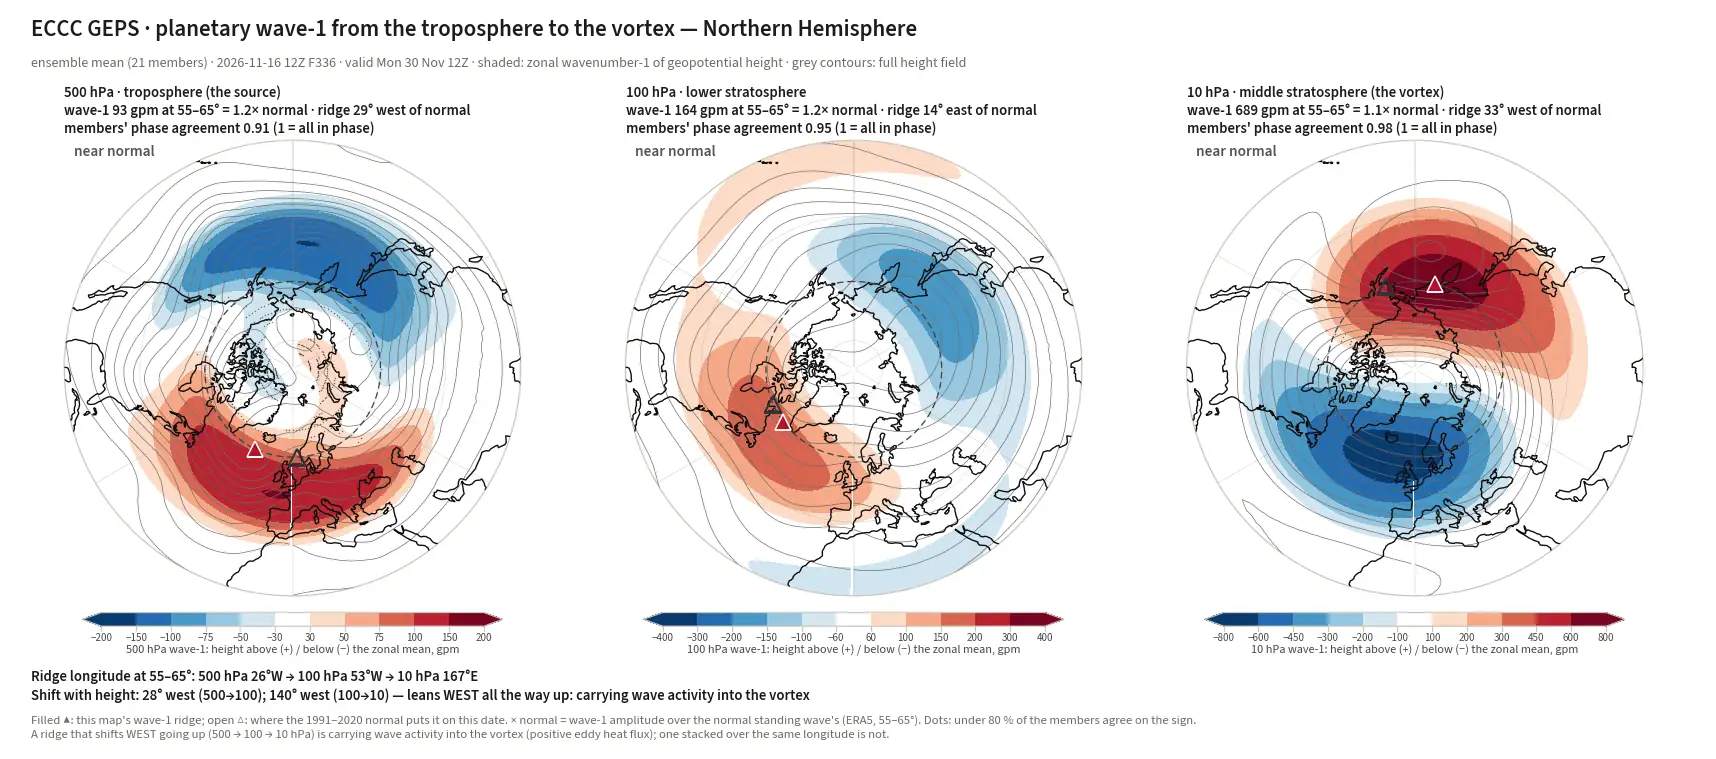 ECCC GEPS · planetary wave-1 from the troposphere to the vortex — Northern Hemisphere
ensemble mean (21 members) · 2026-11-16 12Z F336 · valid Mon 30 Nov 12Z · shaded: zonal wavenumber-1 of geopotential height · grey contours: full height field
500 hPa · troposphere (the source)
wave-1 93 gpm at 55–65° = 1.2× normal · ridge 29° west of normal
members' phase agreement 0.91 (1 = all in phase)
near normal
100 hPa · lower stratosphere
wave-1 164 gpm at 55–65° = 1.2× normal · ridge 14° east of normal
members' phase agreement 0.95 (1 = all in phase)
near normal
10 hPa · middle stratosphere (the vortex)
wave-1 689 gpm at 55–65° = 1.1× normal · ridge 33° west of normal
members' phase agreement 0.98 (1 = all in phase)
near normal
−200 −150 −100 −75 −50 −30 30 50 75 100 150 200
500 hPa wave-1: height above (+) / below (−) the zonal mean, gpm
−400 −300 −200 −150 −100 −60 60 100 150 200 300 400
100 hPa wave-1: height above (+) / below (−) the zonal mean, gpm
−800 −600 −450 −300 −200 −100 100 200 300 450 600 800
10 hPa wave-1: height above (+) / below (−) the zonal mean, gpm
Ridge longitude at 55–65°: 500 hPa 26°W → 100 hPa 53°W → 10 hPa 167°E
Shift with height: 28° west (500→100); 140° west (100→10) — leans WEST all the way up: carrying wave activity into the vortex
Filled ▲: this map's wave-1 ridge; open △: where the 1991–2020 normal puts it on this date. × normal = wave-1 amplitude over the normal standing wave's (ERA5, 55–65°). Dots: under 80 % of the members agree on the sign.
A ridge that shifts WEST going up (500 → 100 → 10 hPa) is carrying wave activity into the vortex (positive eddy heat flux); one stacked over the same longitude is not.